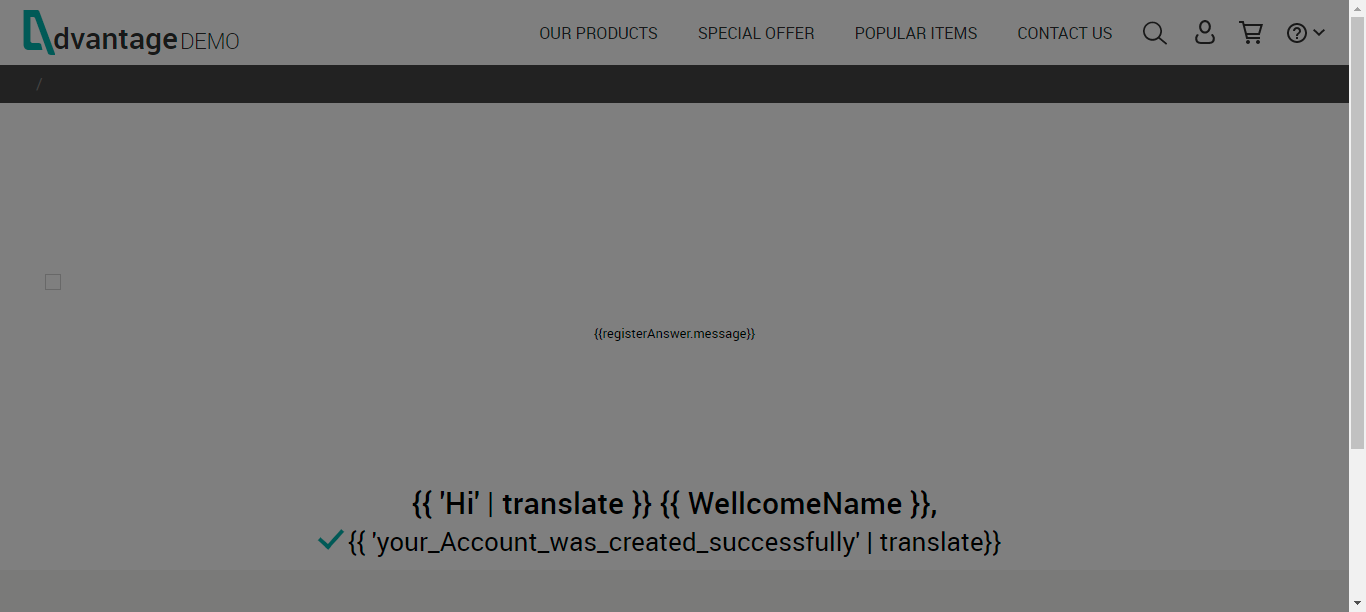 dvantage DEMO
OUR PRODUCTS SPECIAL OFFER POPULAR ITEMS CONTACT US
/
{{registerAnswer.message}}
{{ 'Hi' | translate }} {{ WellcomeName }},
{{ 'your_Account_was_created_successfully' | translate}}